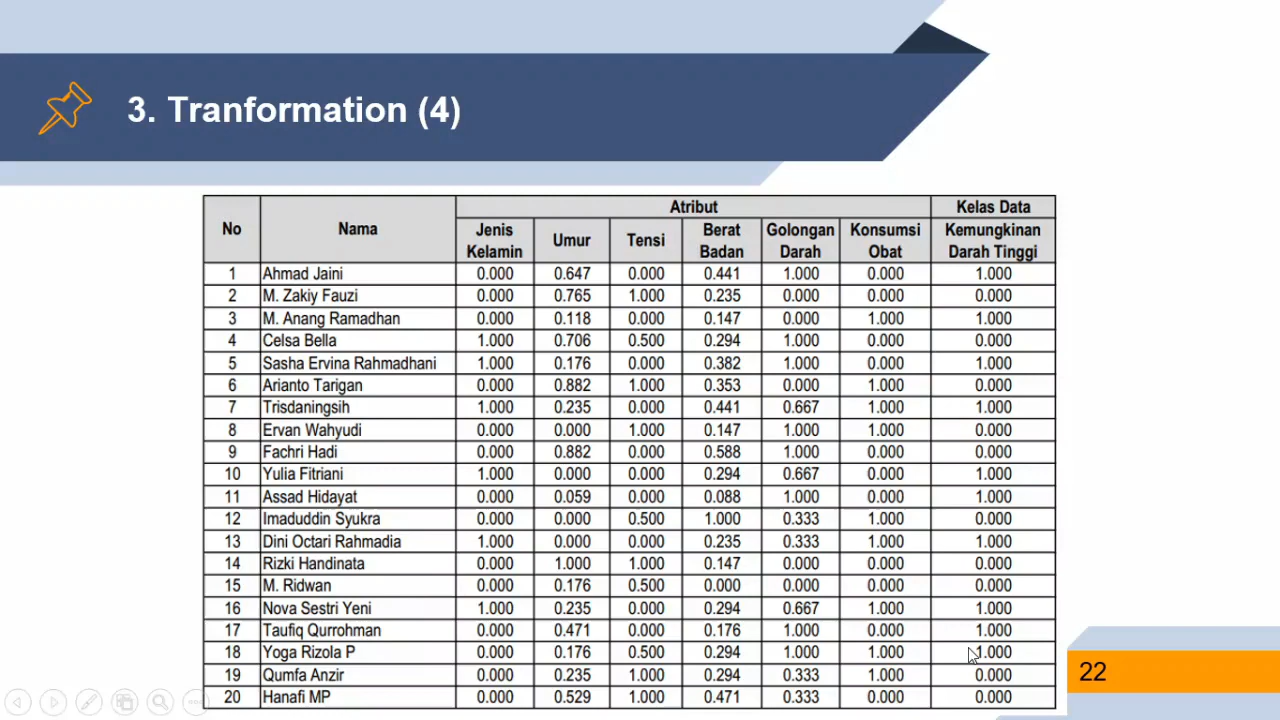 3. Tranformation (4)
No Nama Atribut Kelas Data
Jenis Kelamin Umur Tensi Berat Badan Golongan Darah Konsumsi Obat Kemungkinan Darah Tinggi
1 Ahmad Jaini 0.000 0.647 0.000 0.441 1.000 0.000 1.000
2 M. Zakiy Fauzi 0.000 0.765 1.000 0.235 0.000 0.000 0.000
3 M. Anang Ramadhan 0.000 0.118 0.000 0.147 0.000 1.000 1.000
4 Celsa Bella 1.000 0.706 0.500 0.294 1.000 0.000 0.000
5 Sasha Ervina Rahmadhani 1.000 0.176 0.000 0.382 1.000 0.000 1.000
6 Arianto Tarigan 0.000 0.882 1.000 0.353 0.000 1.000 0.000
7 Trisdaningsih 1.000 0.235 0.000 0.441 0.667 1.000 1.000
8 Ervan Wahyudi 0.000 0.000 1.000 0.147 1.000 1.000 0.000
9 Fachri Hadi 0.000 0.882 0.000 0.588 1.000 0.000 0.000
10 Yulia Fitriani 1.000 0.000 0.000 0.294 0.667 0.000 1.000
11 Assad Hidayat 0.000 0.059 0.000 0.088 1.000 0.000 1.000
12 Imaduddin Syukra 0.000 0.000 0.500 1.000 0.333 1.000 0.000
13 Dini Octari Rahmadia 1.000 0.000 0.000 0.235 0.333 1.000 1.000
14 Rizki Handinata 0.000 1.000 1.000 0.147 0.000 0.000 0.000
15 M. Ridwan 0.000 0.176 0.500 0.000 0.000 0.000 0.000
16 Nova Sestri Yeni 1.000 0.235 0.000 0.294 0.667 1.000 1.000
17 Taufiq Qurrohman 0.000 0.471 0.000 0.176 1.000 0.000 1.000
18 Yoga Rizola P 0.000 0.176 0.500 0.294 1.000 1.000 1.000
19 Qumfa Anzir 0.000 0.235 1.000 0.294 0.333 1.000 0.000
20 Hanafi MP 0.000 0.529 1.000 0.471 0.333 0.000 0.000
22